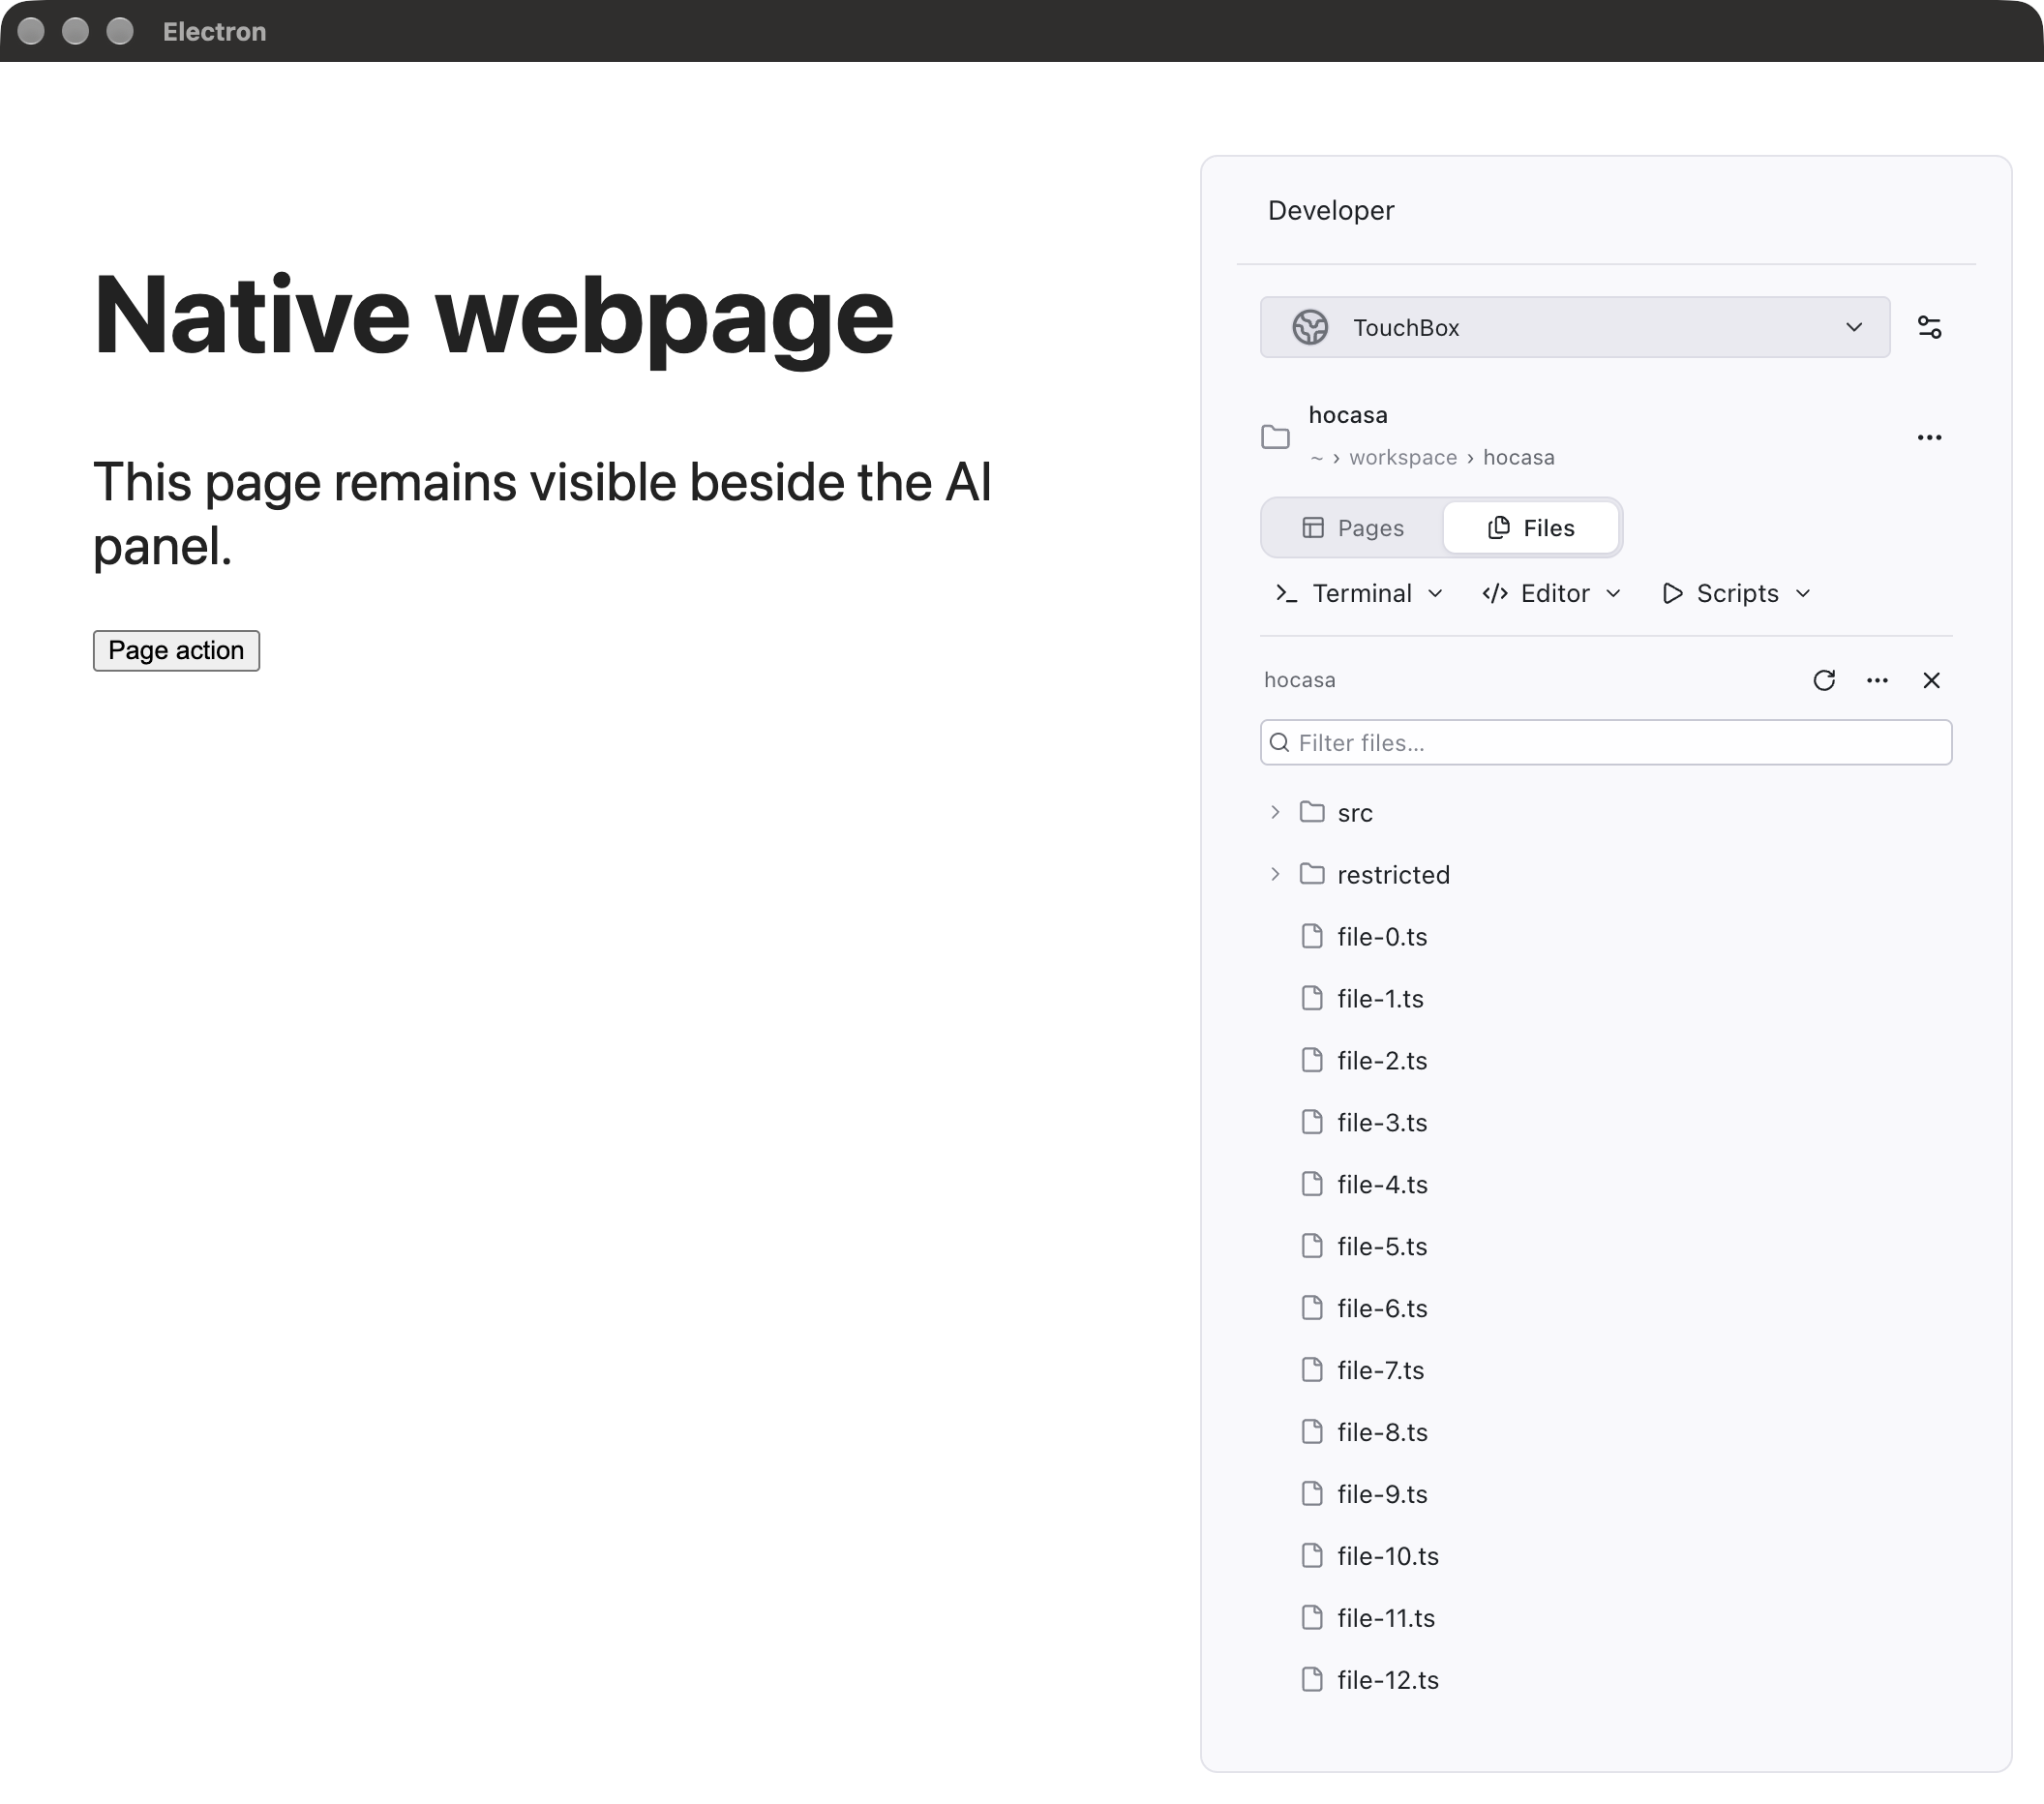 Electron
Native webpage
This page remains visible beside the AI
panel.
Page action
Developer
TouchBox
hocasa
~ › workspace › hocasa
Pages Files
Terminal Editor Scripts
hocasa
Filter files...
src
restricted
file-0.ts
file-1.ts
file-2.ts
file-3.ts
file-4.ts
file-5.ts
file-6.ts
file-7.ts
file-8.ts
file-9.ts
file-10.ts
file-11.ts
file-12.ts